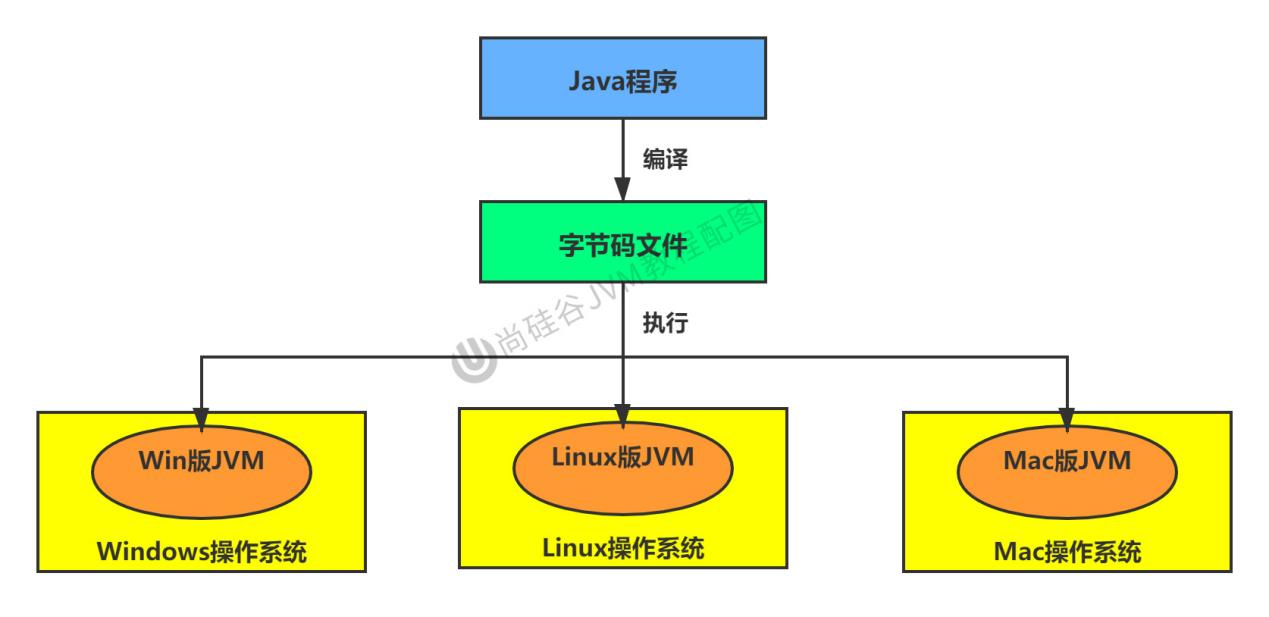 Java程序
编译
字节码文件
尚硅谷JVM教程配图
执行
Win版JVM
Linux版JVM
Mac版JVM
Windows操作系统
Linux操作系统
Mac操作系统